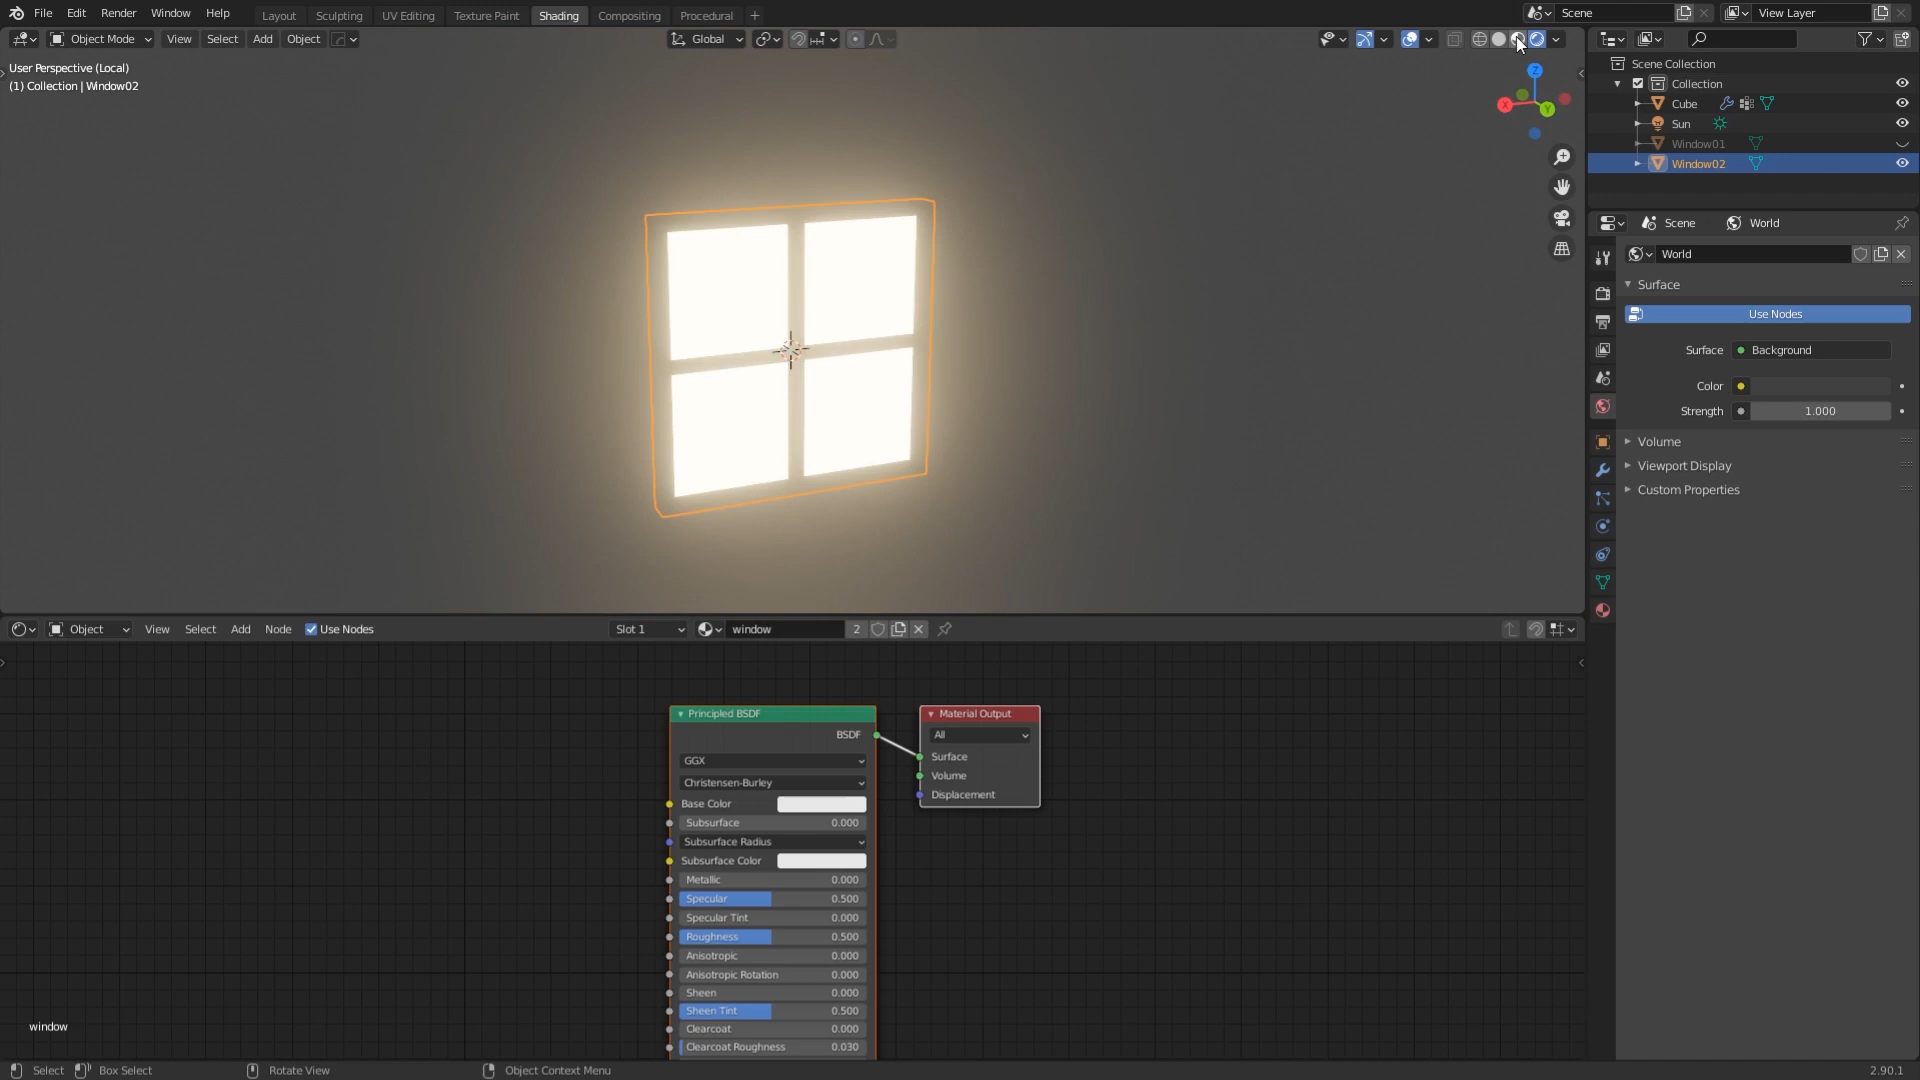 File Edit Render Window Help Layout Sculpting UV Editing Texture Paint Shading Compositing Procedural + Scene View Layer
Object Mode View Select Add Object Global
User Perspective (Local)
(1) Collection | Window02
X Y Z
Scene Collection
Collection
Cube
Sun
Window01
Window02
Scene World
World
Surface
Use Nodes
Surface Background
Color
Strength 1.000
Volume
Viewport Display
Custom Properties
Object View Select Add Node Use Nodes Slot 1 window 2
Principled BSDF
BSDF
GGX
Christensen-Burley
Base Color
Subsurface 0.000
Subsurface Radius
Subsurface Color
Metallic 0.000
Specular 0.500
Specular Tint 0.000
Roughness 0.500
Anisotropic 0.000
Anisotropic Rotation 0.000
Sheen 0.000
Sheen Tint 0.500
Clearcoat 0.000
Clearcoat Roughness 0.030
Material Output
All
Surface
Volume
Displacement
window
Select Box Select Rotate View Object Context Menu 2.90.1